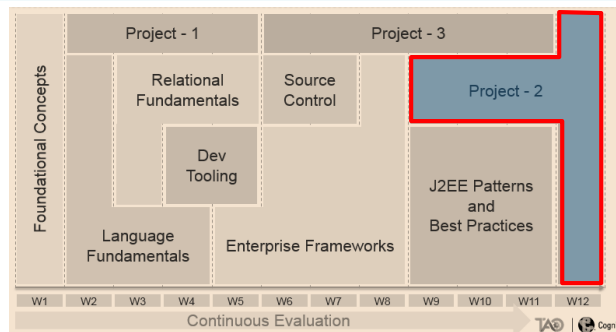 Project - 1
Project - 3
Foundational Concepts
Relational
Fundamentals
Source
Control
Project - 2
Dev
Tooling
J2EE Patterns
and
Best Practices
Language
Fundamentals
Enterprise Frameworks
W1 W2 W3 W4 W5 W6 W7 W8 W9 W10 W11 W12
Continuous Evaluation
TAO